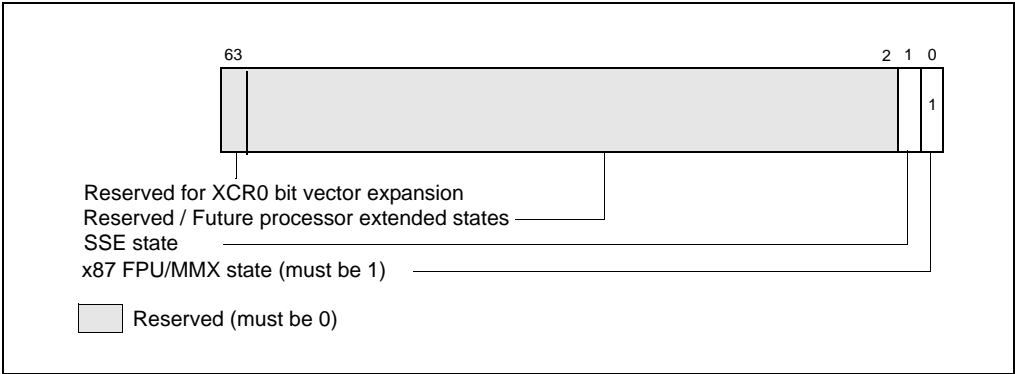 63 2 1 0
1
Reserved for XCR0 bit vector expansion
Reserved / Future processor extended states
SSE state
x87 FPU/MMX state (must be 1)
Reserved (must be 0)